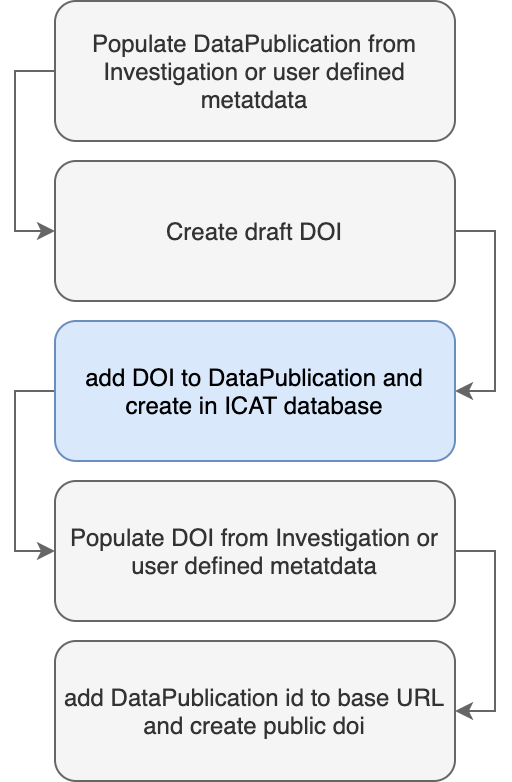 Populate DataPublication from
Investigation or user defined
metatdata
Create draft DOI
add DOI to DataPublication and
create in ICAT database
Populate DOI from Investigation or
user defined metatdata
add DataPublication id to base URL
and create public doi